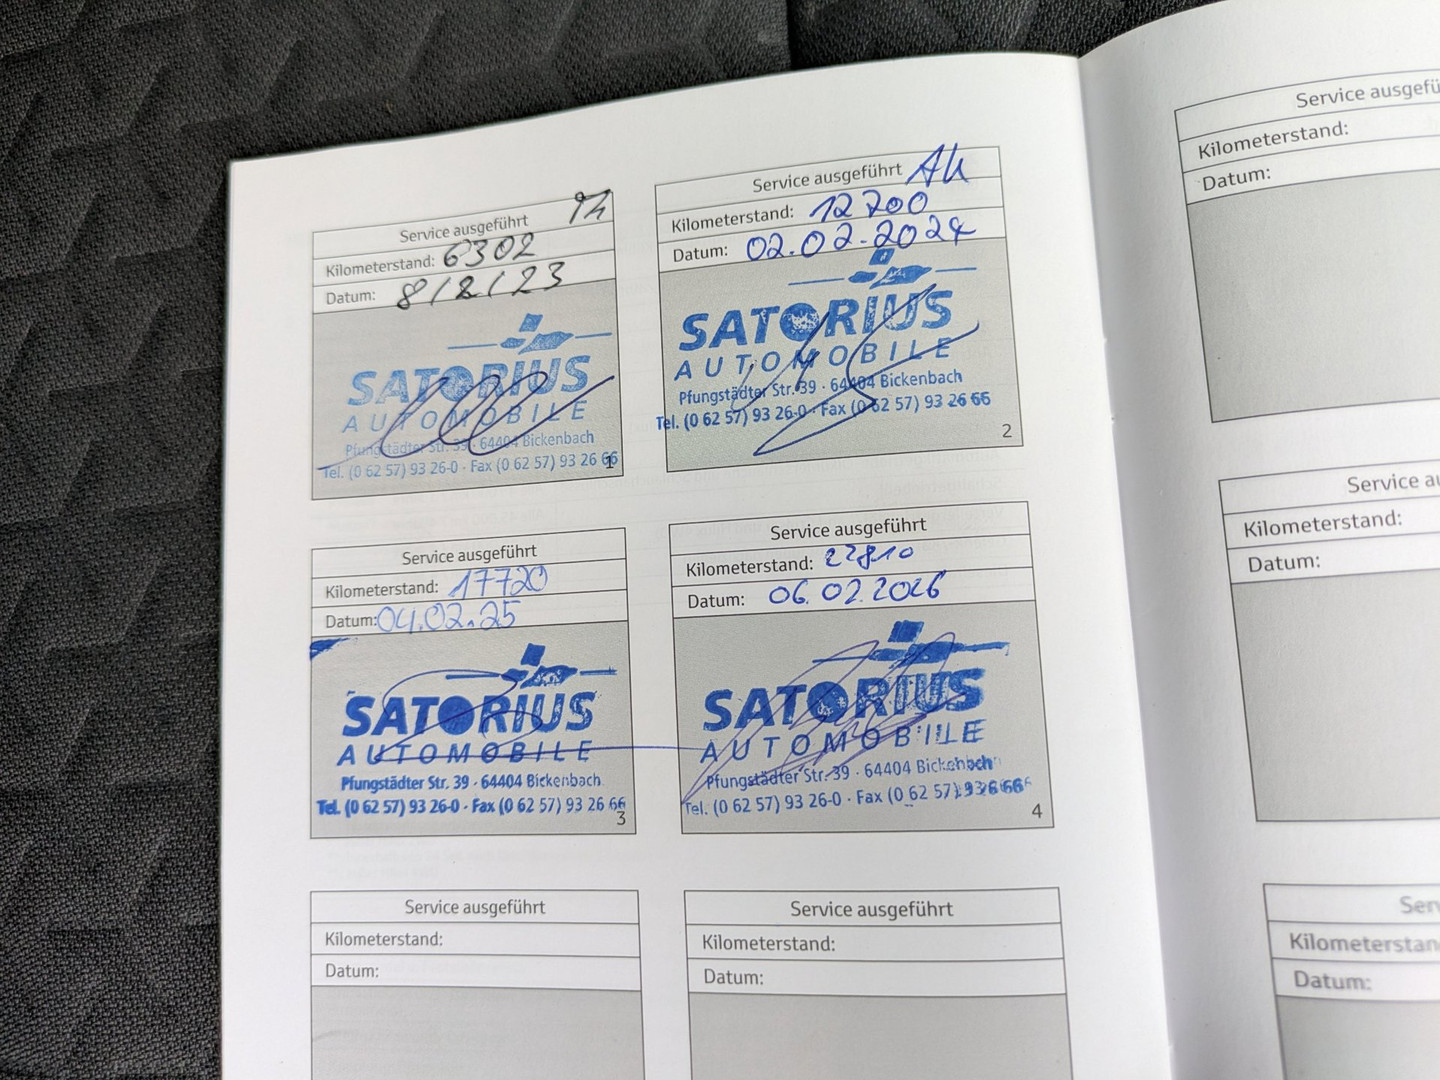 Service ausgeführt
Kilometerstand: 6302
Datum: 8/2/23
SATORIUS
AUTOMOBILE
Pfungstädter Str. 39 · 64404 Bickenbach
Tel. (0 62 57) 93 26-0 · Fax (0 62 57) 93 26 66
1
Service ausgeführt
Kilometerstand: 12700
Datum: 02.02.2024
SATORIUS
AUTOMOBILE
Pfungstädter Str. 39 · 64404 Bickenbach
Tel. (0 62 57) 93 26-0 · Fax (0 62 57) 93 26 66
2
Service ausgeführt
Kilometerstand: 17720
Datum: 04.02.25
SATORIUS
AUTOMOBILE
Pfungstädter Str. 39 · 64404 Bickenbach
Tel. (0 62 57) 93 26-0 · Fax (0 62 57) 93 26 66
3
Service ausgeführt
Kilometerstand: 22810
Datum: 06.02.2026
SATORIUS
AUTOMOBILE
Pfungstädter Str. 39 · 64404 Bickenbach
Tel. (0 62 57) 93 26-0 · Fax (0 62 57) 93 26 66
4
Service ausgeführt
Kilometerstand:
Datum:
Service ausgeführt
Kilometerstand:
Datum:
Service ausgefü
Kilometerstand:
Datum:
Service au
Kilometerstand:
Datum:
Ser
Kilometerstan
Datum: